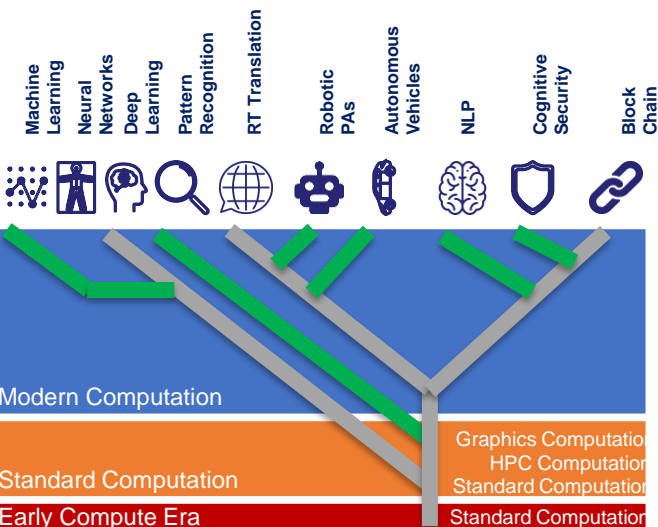 Machine
Learning
Neural
Networks
Deep
Learning
Pattern
Recognition
RT Translation
Robotic
PAs
Autonomous
Vehicles
NLP
Cognitive
Security
Block
Chain
Modern Computation
Graphics Computation
HPC Computation
Standard Computation
Standard Computation
Early Compute Era
Standard Computation